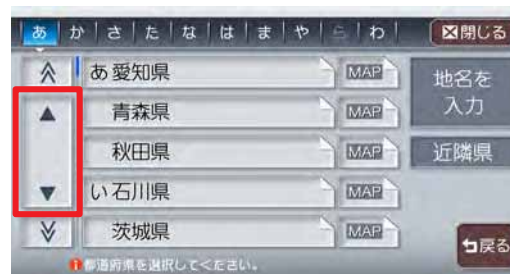 あ か さ た な は ま や ら わ 閉じる
あ 愛知県 MAP
青森県 MAP
秋田県 MAP
い 石川県 MAP
茨城県 MAP
地名を
入力
近隣県
戻る
都道府県を選択してください。